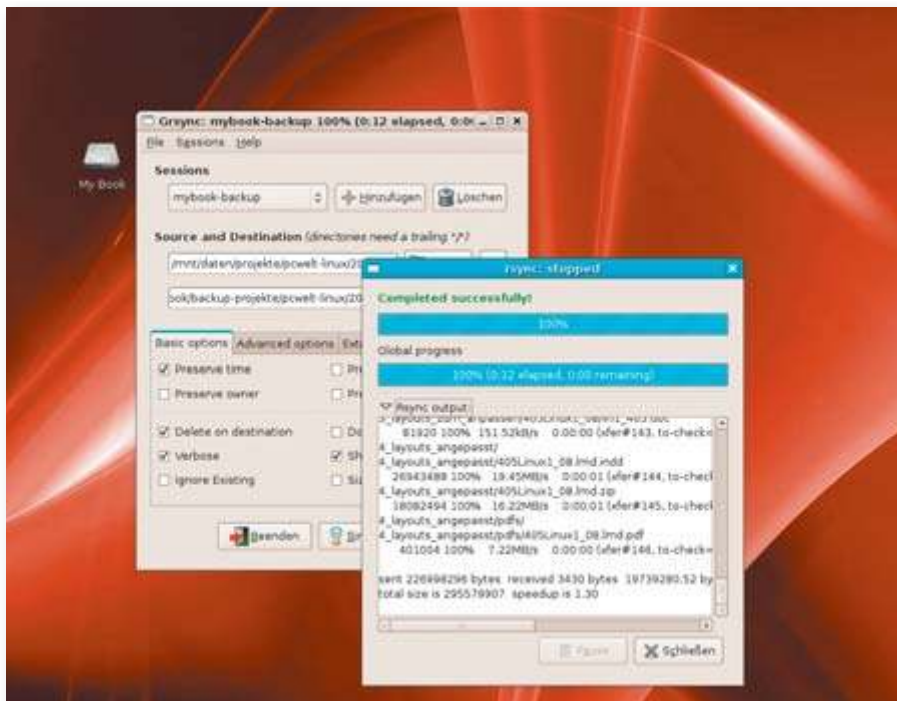 My Book
Grsync: mybook-backup 100% (0:12 elapsed, 0:0
File Sessions Help
Sessions
mybook-backup
Hinzufügen
Löschen
Source and Destination (directories need a trailing "/")
/mnt/daten/projekte/pcwelt-linux/20
ook/backup-projekte/pcwelt-linux/20
Basic options Advanced options Ext
Preserve time
Preserve owner
Delete on destination
Verbose
Ignore Existing
Beenden
rsync: stopped
Completed successfully!
100%
Global progress
100% (0:12 elapsed, 0:00 remaining)
Rsync output
81920 100% 151.52kB/s 0:00:00 (xfer#143, to-check=
4_layouts_angepasst/
4_layouts_angepasst/405Linux1_08.lmd.indd
26943488 100% 19.45MB/s 0:00:01 (xfer#144, to-check
4_layouts_angepasst/405Linux1_08.lmd.zip
18082494 100% 16.22MB/s 0:00:01 (xfer#145, to-check
4_layouts_angepasst/pdfs/
4_layouts_angepasst/pdfs/405Linux1_08.lmd.pdf
401004 100% 7.22MB/s 0:00:00 (xfer#146, to-check=
sent 226998296 bytes received 3430 bytes 19739280.52 by
total size is 295579907 speedup is 1.30
Pause
Schließen